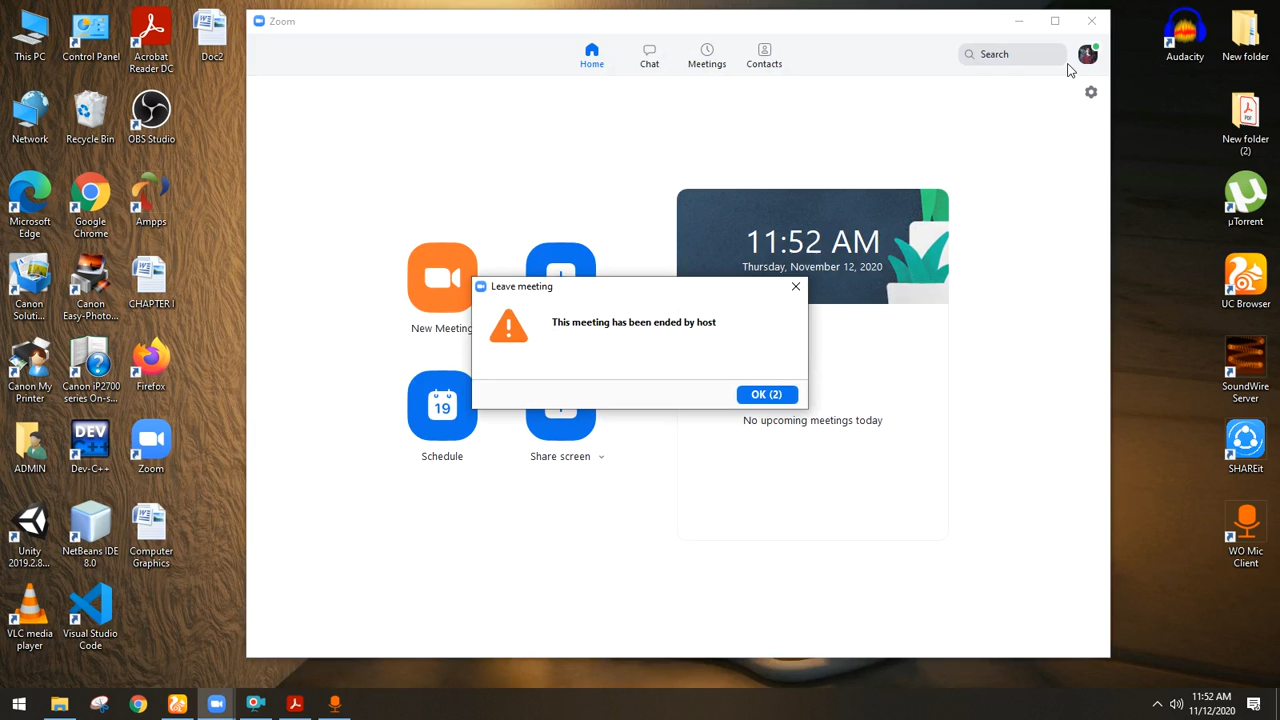 Zoom
Home
Chat
Meetings
Contacts
Search
This PC
Control Panel
Acrobat
Reader DC
Doc2
Network
Recycle Bin
OBS Studio
Microsoft
Edge
Google
Chrome
Ampps
Canon
Soluti...
Canon
Easy-Photo...
CHAPTER I
Canon My
Printer
Canon iP2700
series On-s...
Firefox
ADMIN
DEV
Dev-C++
Zoom
Unity
2019.2.8...
NetBeans IDE
8.0
Computer
Graphics
VLC media
player
Visual Studio
Code
11:52 AM
Thursday, November 12, 2020
New Meeting
Leave meeting
This meeting has been ended by host
OK (2)
19
Schedule
Share screen
No upcoming meetings today
Audacity
New folder
PDF
New folder
(2)
µTorrent
UC Browser
SoundWire
Server
SHAREit
WO Mic
Client
11:52 AM
11/12/2020